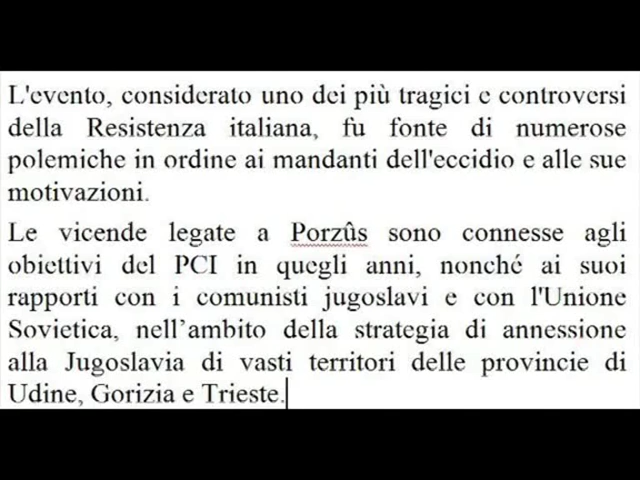 L'evento, considerato uno dei più tragici e controversi
della Resistenza italiana, fu fonte di numerose
polemiche in ordine ai mandanti dell'eccidio e alle sue
motivazioni.
Le vicende legate a Porzûs sono connesse agli
obiettivi del PCI in quegli anni, nonché ai suoi
rapporti con i comunisti jugoslavi e con l'Unione
Sovietica, nell’ambito della strategia di annessione
alla Jugoslavia di vasti territori delle provincie di
Udine, Gorizia e Trieste.